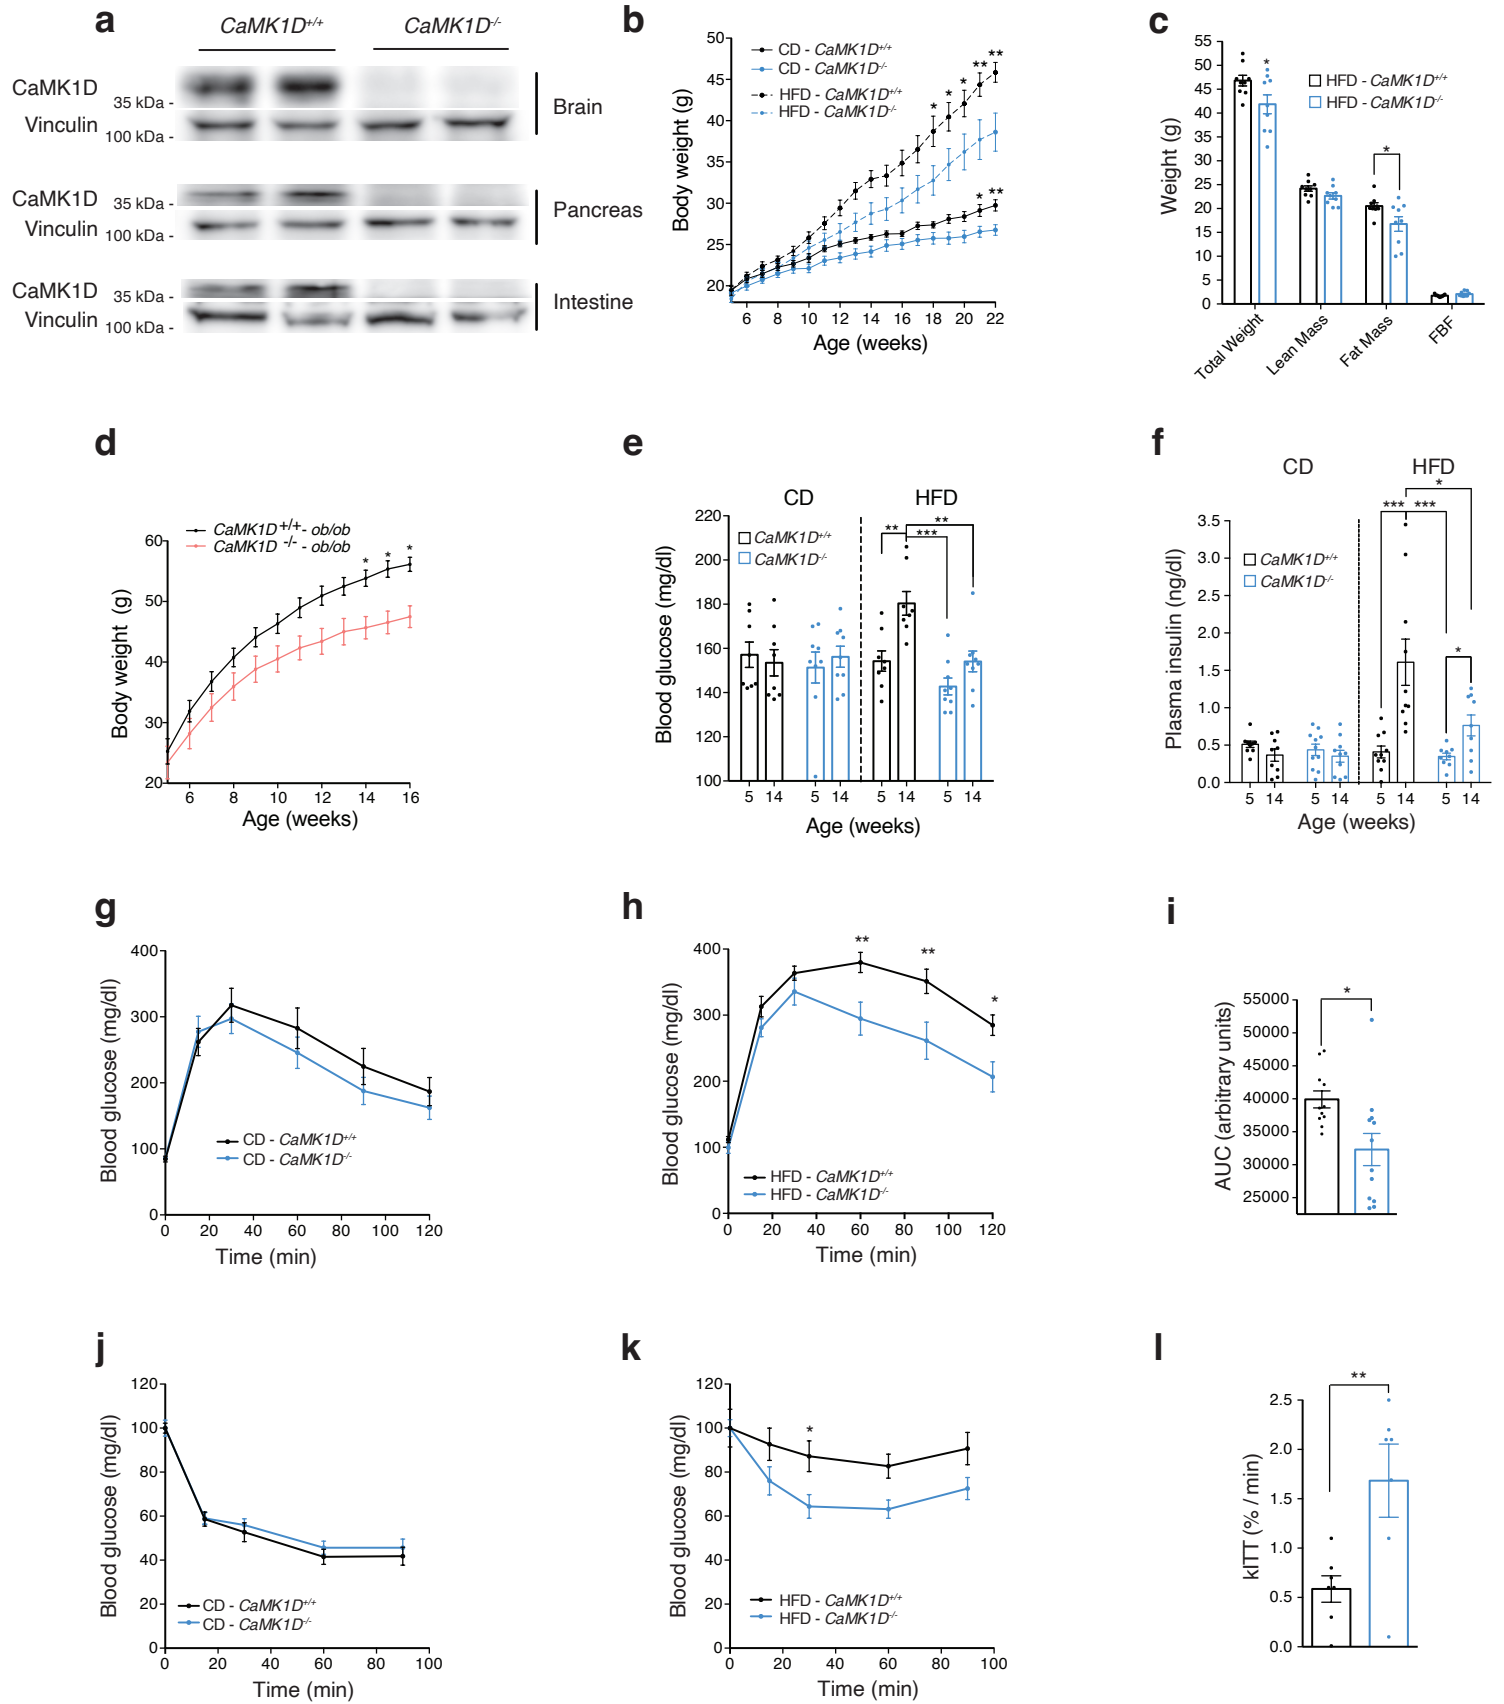 a
CaMK1D+/+ CaMK1D-/-
CaMK1D
35 kDa -
Vinculin
100 kDa -
Brain
CaMK1D
35 kDa -
Vinculin
100 kDa -
Pancreas
CaMK1D
35 kDa -
Vinculin
100 kDa -
Intestine
b
CD - CaMK1D+/+
CD - CaMK1D-/-
HFD - CaMK1D+/+
HFD - CaMK1D-/-
Body weight (g)
50
45
40
35
30
25
20
* * * ** **
* **
6 8 10 12 14 16 18 20 22
Age (weeks)
c
HFD - CaMK1D+/+
HFD - CaMK1D-/-
Weight (g)
55
50
45
40
35
30
25
20
15
10
5
0
*
*
Total Weight
Lean Mass
Fat Mass
FBF
d
CaMK1D+/+ - ob/ob
CaMK1D -/- - ob/ob
Body weight (g)
60
50
40
30
20
* * *
6 8 10 12 14 16
Age (weeks)
e
CD HFD
CaMK1D+/+
CaMK1D-/-
Blood glucose (mg/dl)
220
200
180
160
140
120
100
**
** ***
5 14 5 14 5 14 5 14
Age (weeks)
f
CD HFD
CaMK1D+/+
CaMK1D-/-
Plasma insulin (ng/dl)
3.5
3.0
2.5
2.0
1.5
1.0
0.5
0.0
*
*** ***
*
5 14 5 14 5 14 5 14
Age (weeks)
g
Blood glucose (mg/dl)
400
300
200
100
0
CD - CaMK1D+/+
CD - CaMK1D-/-
0 20 40 60 80 100 120
Time (min)
h
Blood glucose (mg/dl)
400
300
200
100
0
** ** *
HFD - CaMK1D+/+
HFD - CaMK1D-/-
0 20 40 60 80 100 120
Time (min)
i
AUC (arbitrary units)
55000
50000
45000
40000
35000
30000
25000
*
j
Blood glucose (mg/dl)
120
100
80
60
40
20
0
CD - CaMK1D+/+
CD - CaMK1D-/-
0 20 40 60 80 100
Time (min)
k
Blood glucose (mg/dl)
120
100
80
60
40
20
0
*
HFD - CaMK1D+/+
HFD - CaMK1D-/-
0 20 40 60 80 100
Time (min)
l
kITT (% / min)
2.5
2.0
1.5
1.0
0.5
0.0
**